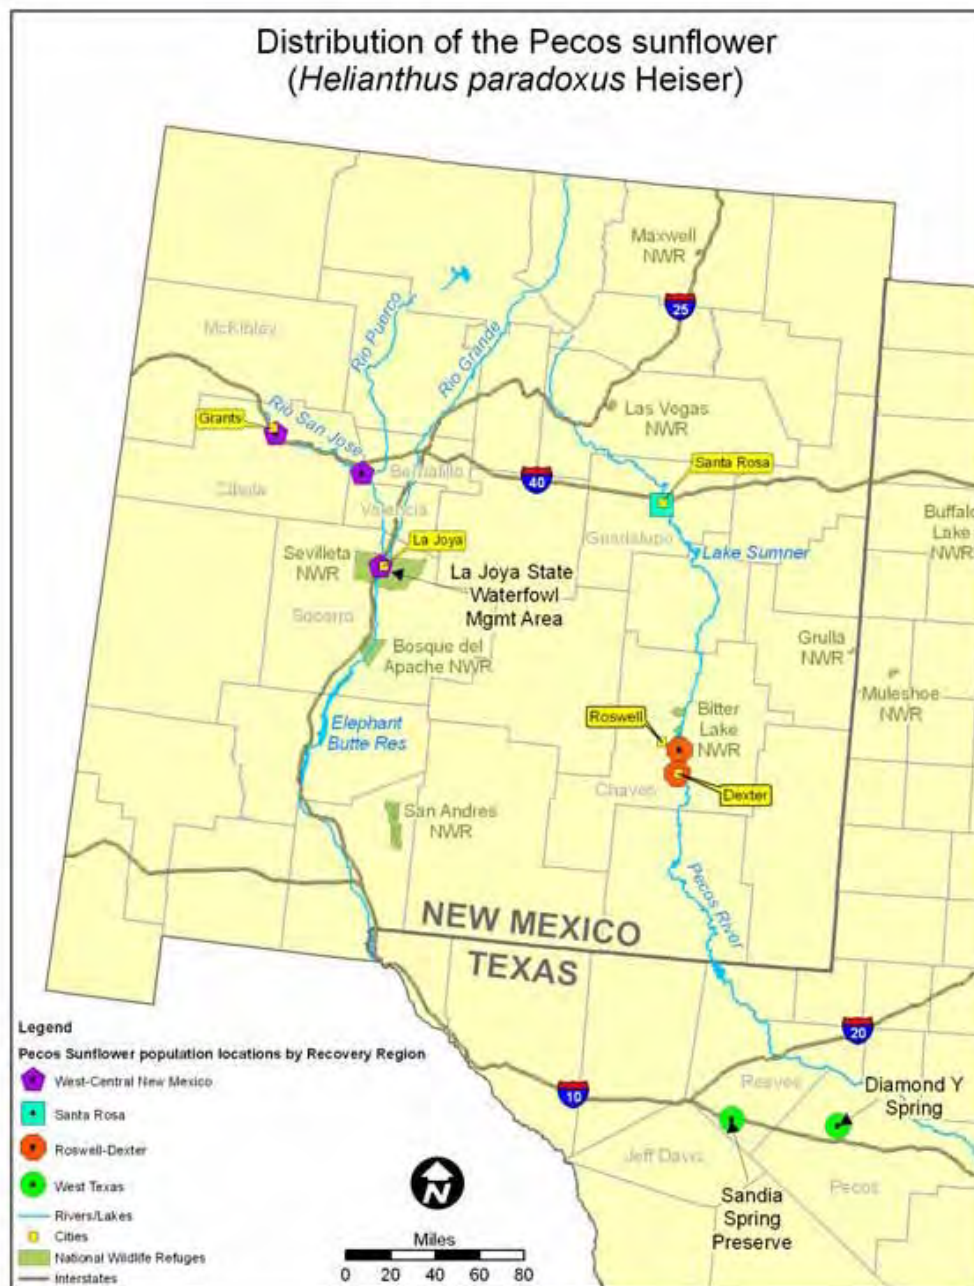 Distribution of the Pecos sunflower
(Helianthus paradoxus Heiser)
Maxwell
NWR
25
McKinley
Rio Puerco
Rio Grande
Rio San Jose
Grants
Las Vegas
NWR
Santa Rosa
Bernalillo
40
Cibola
Valencia
Buffalo
Lake
NWR
La Joya
Guadalupe
Sevilleta
NWR
Lake Sumner
La Joya State
Waterfowl
Mgmt Area
Socorro
Bosque del
Apache NWR
Grulla
NWR
Muleshoe
NWR
Roswell
Bitter
Lake
NWR
Elephant
Butte Res
Chaves
Dexter
San Andres
NWR
Pecos River
NEW MEXICO
TEXAS
20
10
Reeves
Diamond Y
Spring
Jeff Davis
Pecos
Sandia
Spring
Preserve
Legend
Pecos Sunflower population locations by Recovery Region
West-Central New Mexico
Santa Rosa
Roswell-Dexter
West Texas
Rivers/Lakes
Cities
National Wildlife Refuges
Interstates
N
Miles
0 20 40 60 80